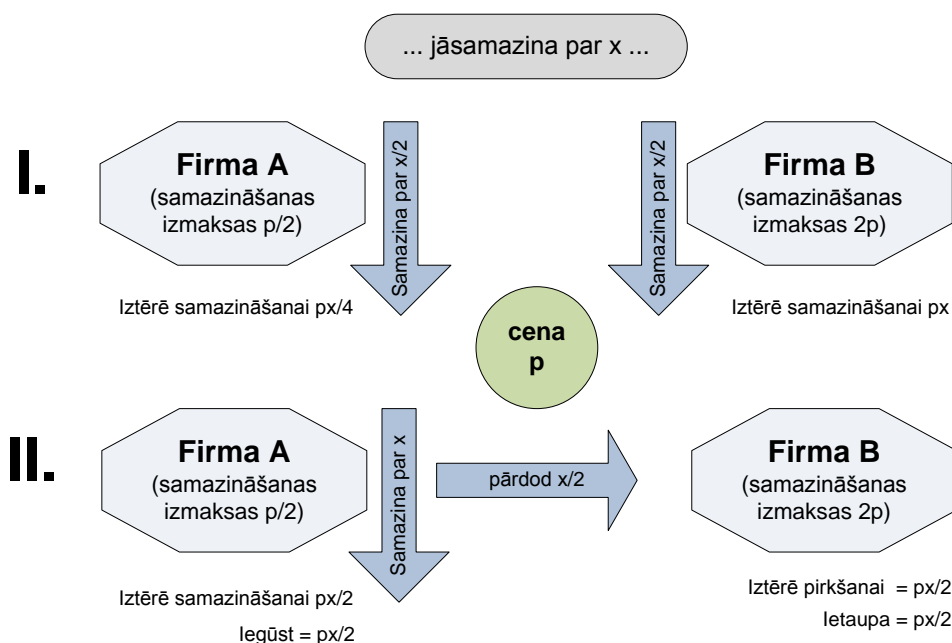 ... jāsamazina par x ...
I.
Firma A
(samazināšanas
izmaksas p/2)
Samazina par x/2
Samazina par x/2
Firma B
(samazināšanas
izmaksas 2p)
Iztērē samazināšanai px/4
Iztērē samazināšanai px
cena
p
II.
Firma A
(samazināšanas
izmaksas p/2)
Samazina par x
pārdod x/2
Firma B
(samazināšanas
izmaksas 2p)
Iztērē samazināšanai px/2
Iegūst = px/2
Iztērē pirkšanai = px/2
Ietaupa = px/2